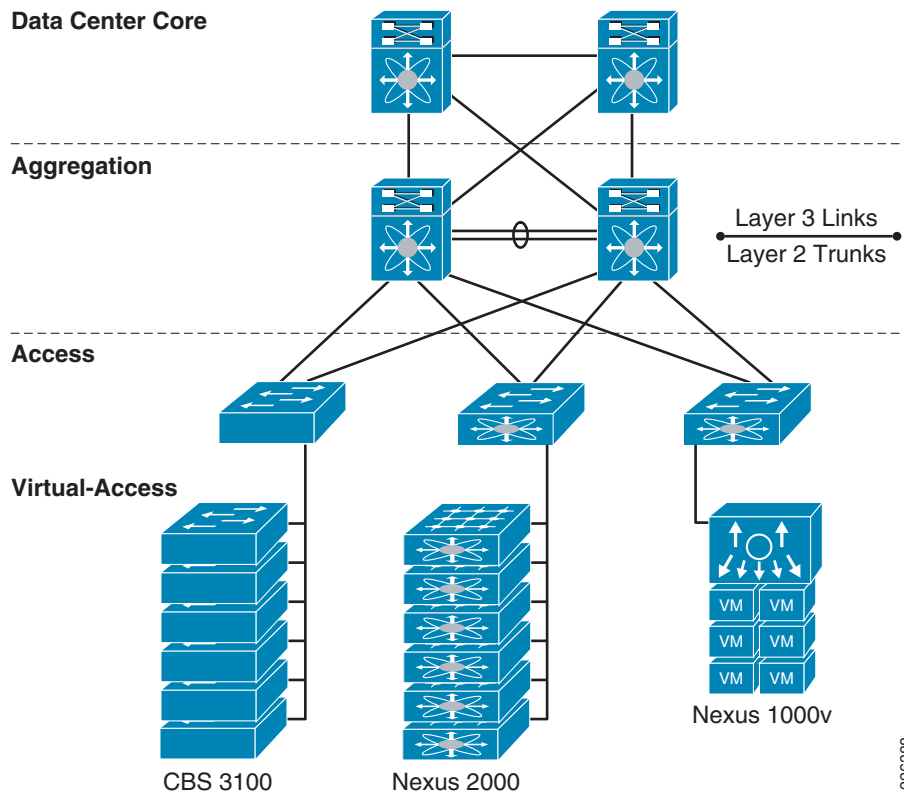 Data Center Core
Aggregation
Layer 3 Links
Layer 2 Trunks
Access
Virtual-Access
VM VM
VM VM
VM VM
Nexus 1000v
CBS 3100
Nexus 2000